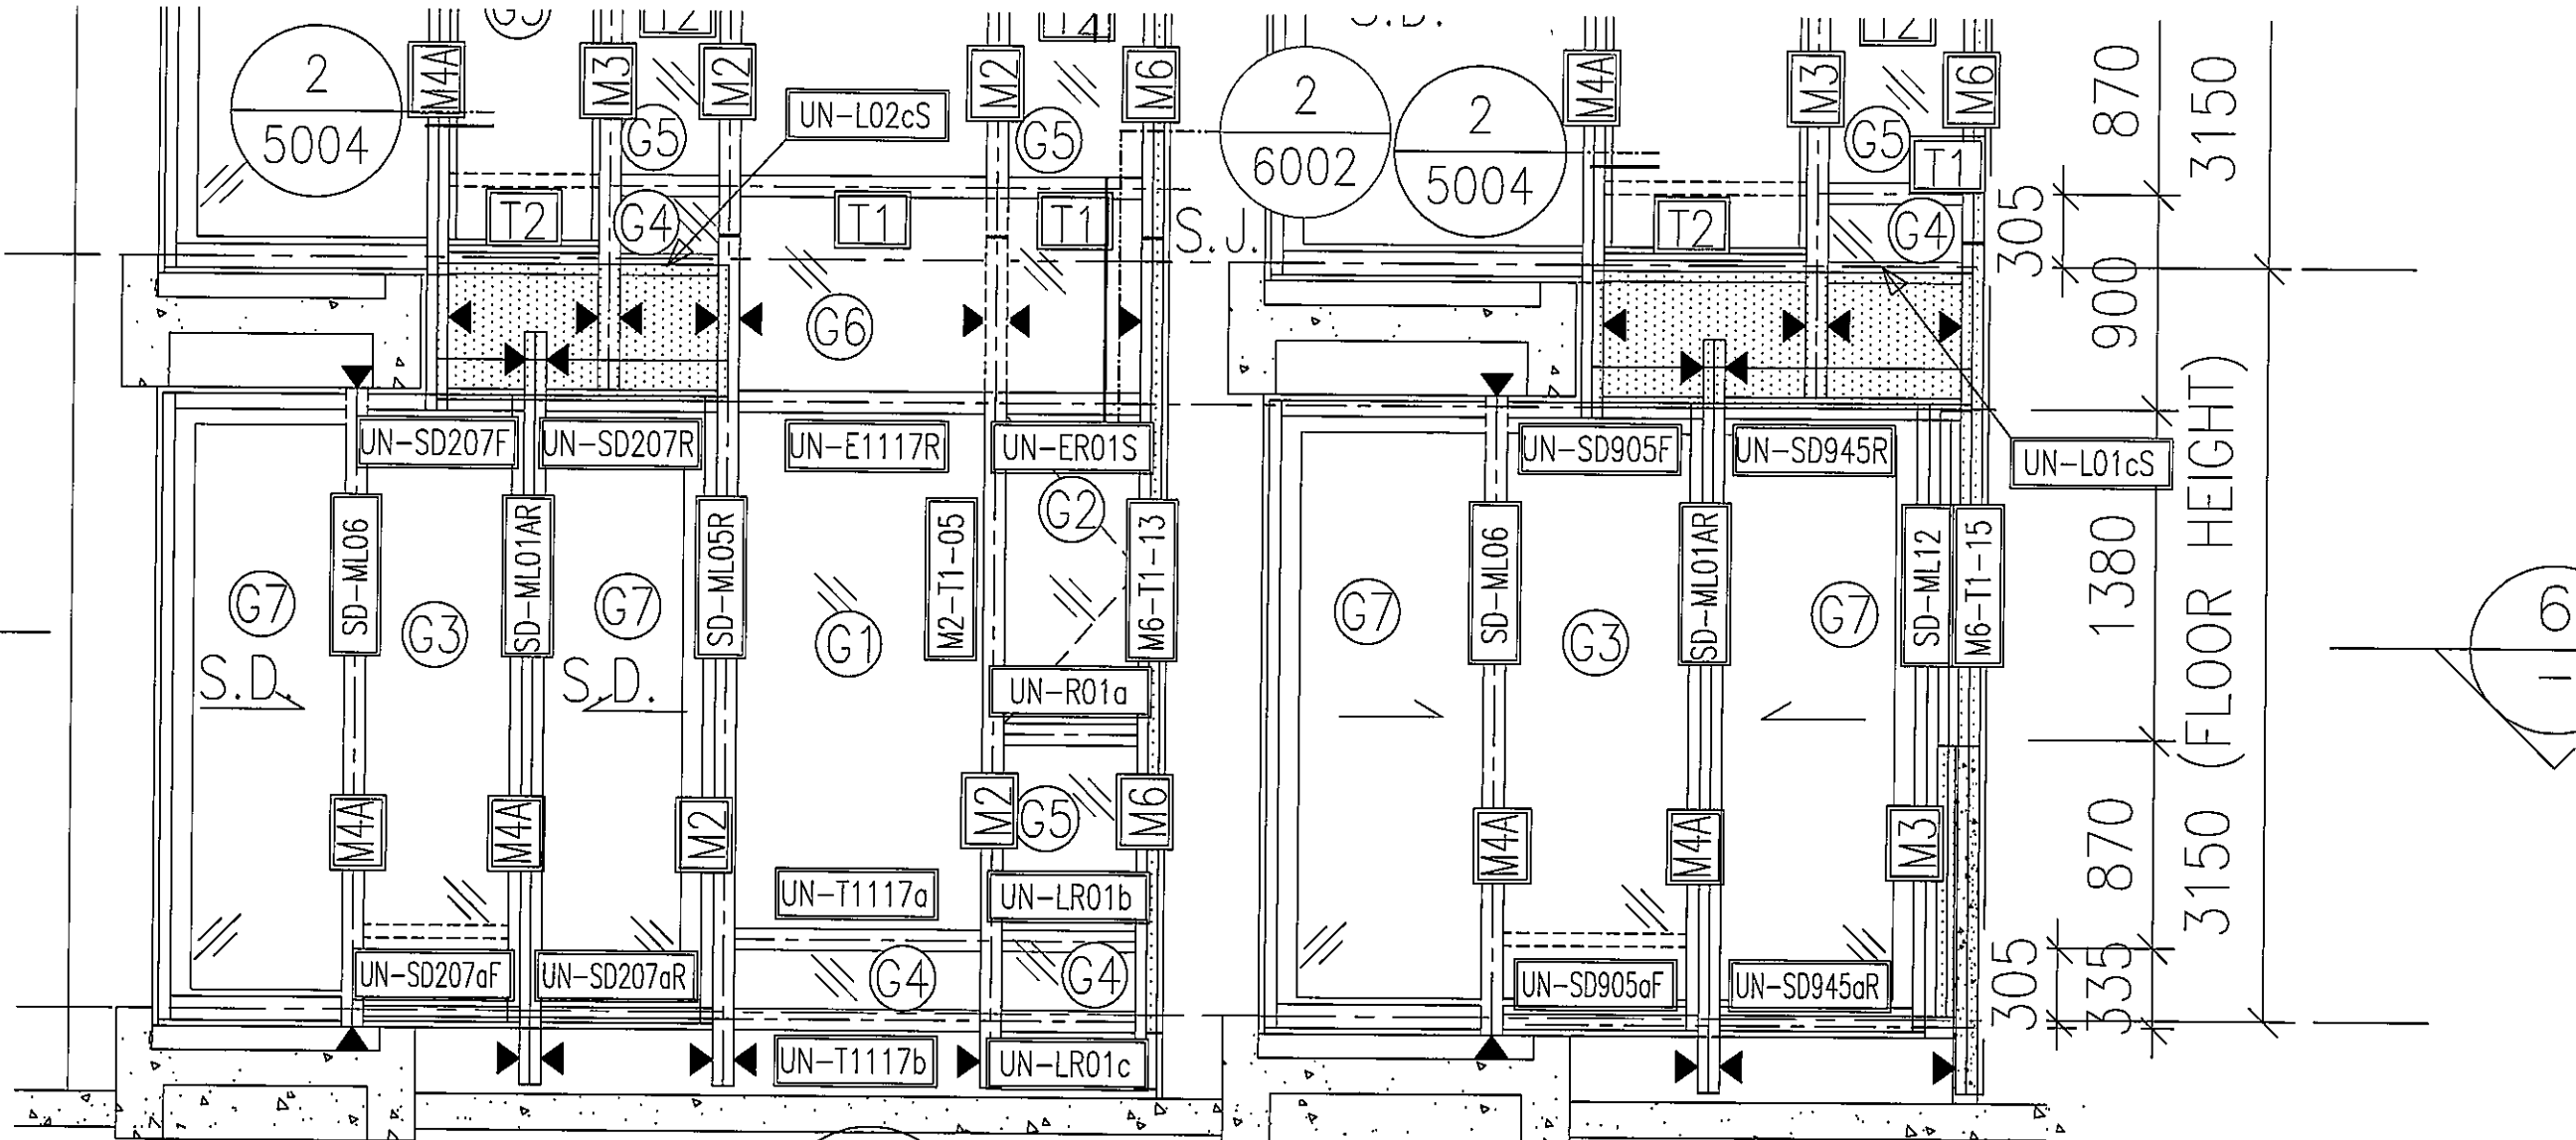 G5
T2
T2
S.D.
T2
2
5004
M4A
M3
M2
M2
M6
2
6002
2
5004
M4A
M3
M6
870
3150
UN-L02cS
G5
G5
G5
T1
T2
G4
T1
T1
S.J.
T2
G4
305
G6
900
UN-SD207F
UN-SD207R
UN-E1117R
UN-ER01S
UN-SD905F
UN-SD945R
UN-L01cS
SD-ML06
SD-ML01AR
SD-ML05R
M2-T1-05
G2
M6-T1-13
SD-ML06
SD-ML01AR
SD-ML12
M6-T1-15
1380
3150 (FLOOR HEIGHT)
G7
G3
G7
G1
G7
G3
G7
6
S.D.
S.D.
UN-R01a
M4A
M4A
M2
M2
G5
M6
M4A
M4A
M3
870
UN-T1117a
UN-LR01b
UN-SD207aF
UN-SD207aR
G4
G4
UN-SD905aF
UN-SD945aR
305
335
UN-T1117b
UN-LR01c